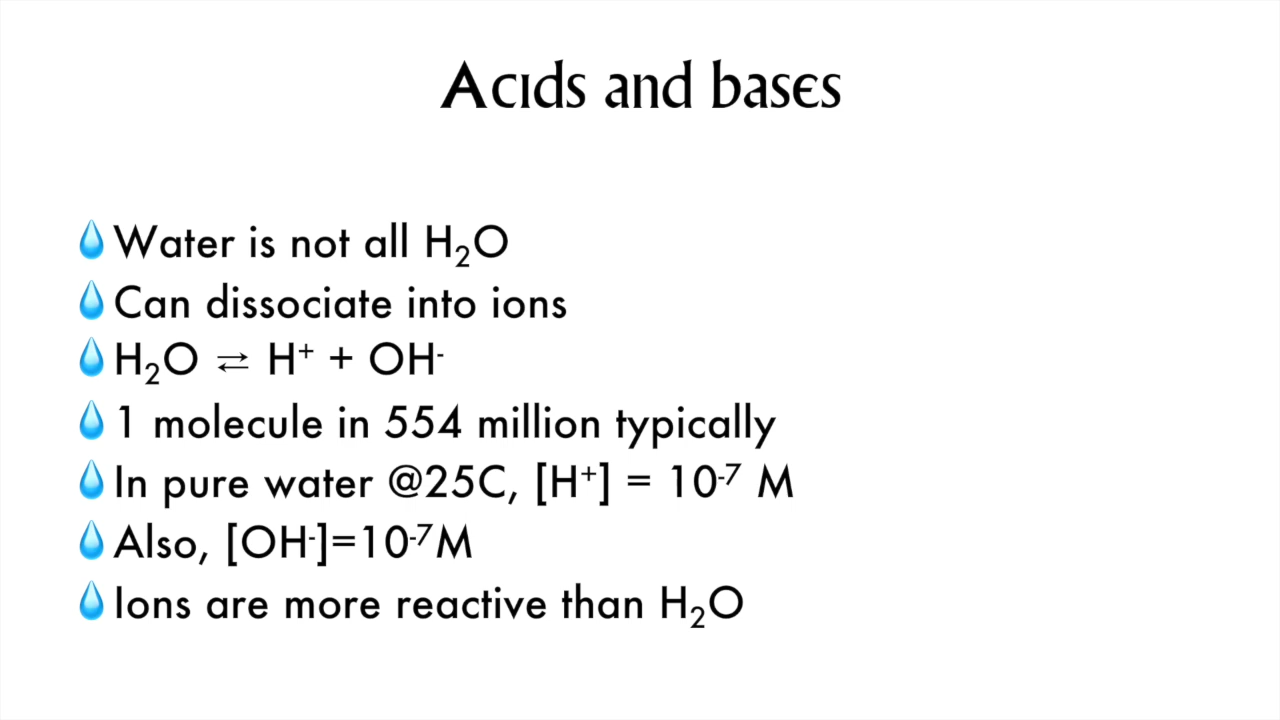 Acids and bases
💧Water is not all H₂O
💧Can dissociate into ions
💧H₂O ⇄ H⁺ + OH⁻
💧1 molecule in 554 million typically
💧In pure water @25C, [H⁺] = 10⁻⁷ M
💧Also, [OH⁻]=10⁻⁷M
💧Ions are more reactive than H₂O